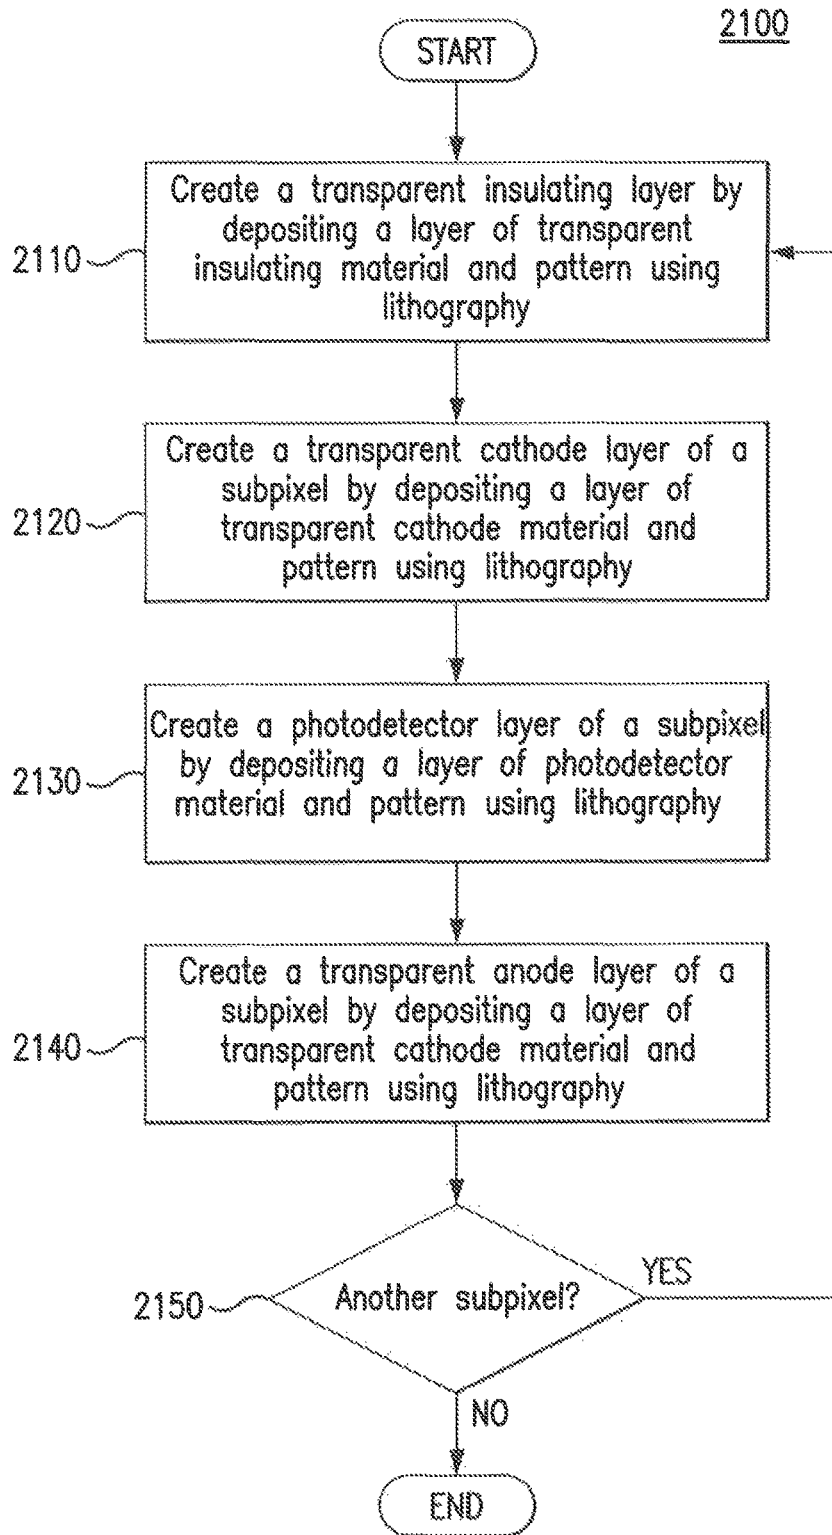 2100
START
2110
Create a transparent insulating layer by
depositing a layer of transparent
insulating material and pattern using
lithography
2120
Create a transparent cathode layer of a
subpixel by depositing a layer of
transparent cathode material and
pattern using lithography
2130
Create a photodetector layer of a subpixel
by depositing a layer of photodetector
material and pattern using lithography
2140
Create a transparent anode layer of a
subpixel by depositing a layer of
transparent cathode material and
pattern using lithography
2150
Another subpixel?
YES
NO
END